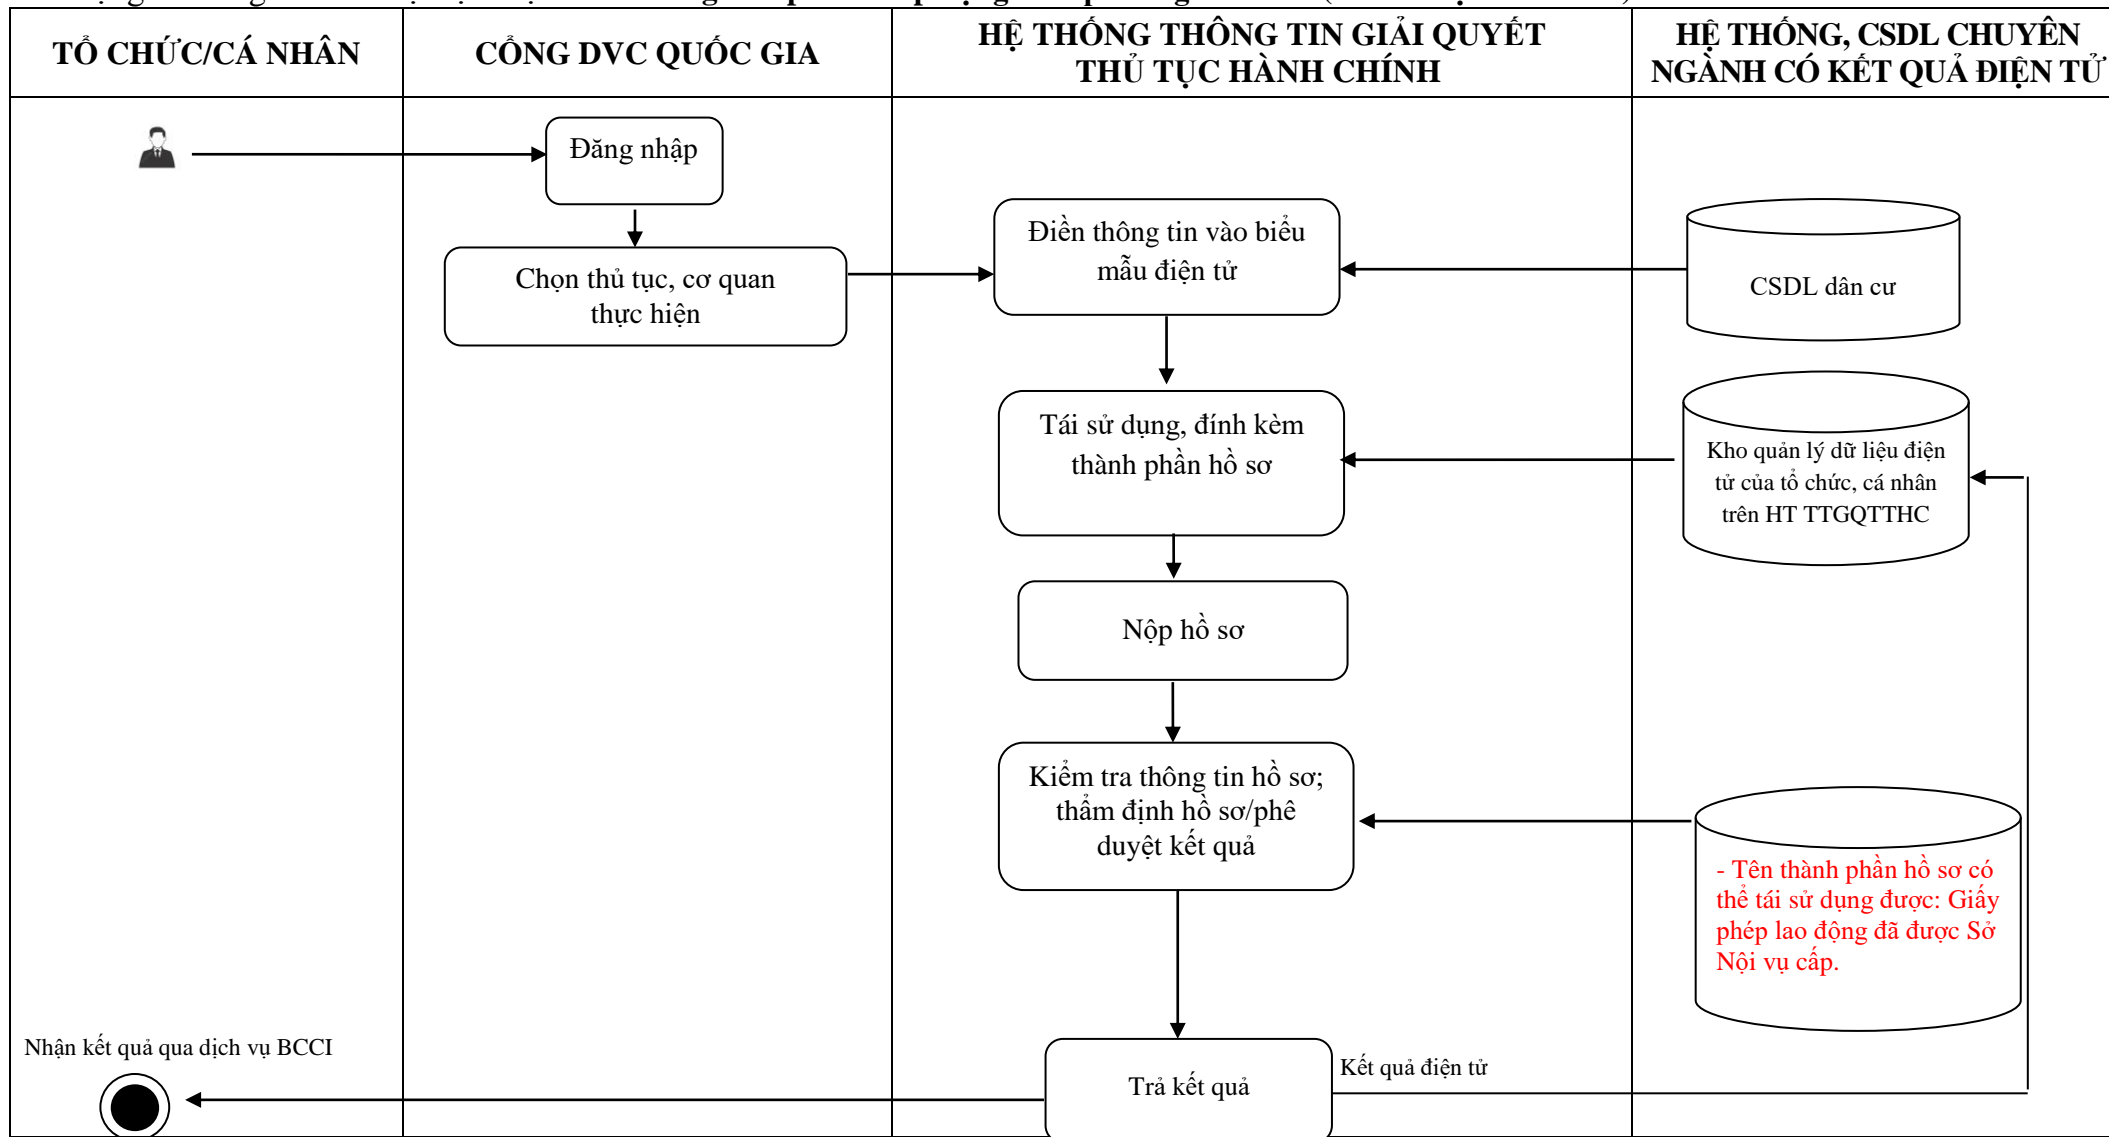 TỔ CHỨC/CÁ NHÂN
CỔNG DVC QUỐC GIA
HỆ THỐNG THÔNG TIN GIẢI QUYẾT
THỦ TỤC HÀNH CHÍNH
HỆ THỐNG, CSDL CHUYÊN
NGÀNH CÓ KẾT QUẢ ĐIỆN TỬ
Đăng nhập
Chọn thủ tục, cơ quan
thực hiện
Điền thông tin vào biểu
mẫu điện tử
CSDL dân cư
Tái sử dụng, đính kèm
thành phần hồ sơ
Kho quản lý dữ liệu điện
tử của tổ chức, cá nhân
trên HT TTGQTTHC
Nộp hồ sơ
Kiểm tra thông tin hồ sơ;
thẩm định hồ sơ/phê
duyệt kết quả
- Tên thành phần hồ sơ có
thể tái sử dụng được: Giấy
phép lao động đã được Sở
Nội vụ cấp.
Nhận kết quả qua dịch vụ BCCI
Trả kết quả
Kết quả điện tử